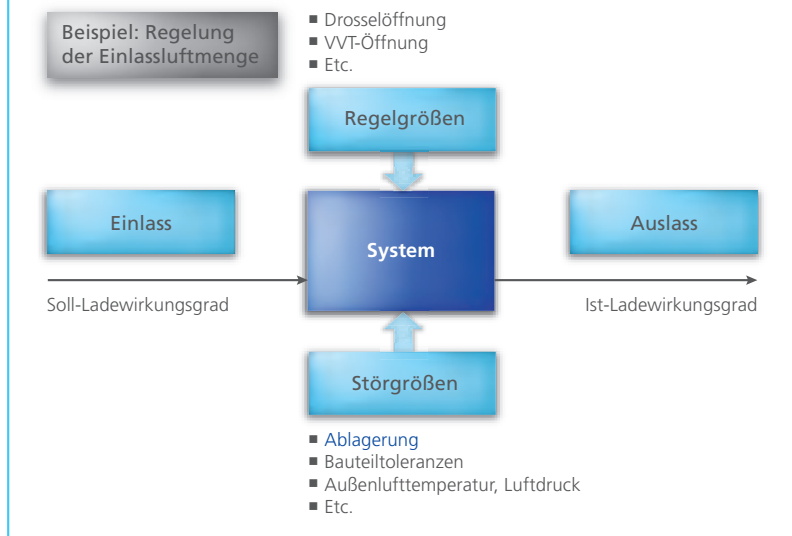 Beispiel: Regelung
der Einlassluftmenge
▪ Drosselöffnung
▪ VVT-Öffnung
▪ Etc.
Regelgrößen
Einlass
System
Auslass
Soll-Ladewirkungsgrad
Ist-Ladewirkungsgrad
Störgrößen
▪ Ablagerung
▪ Bauteiltoleranzen
▪ Außenlufttemperatur, Luftdruck
▪ Etc.